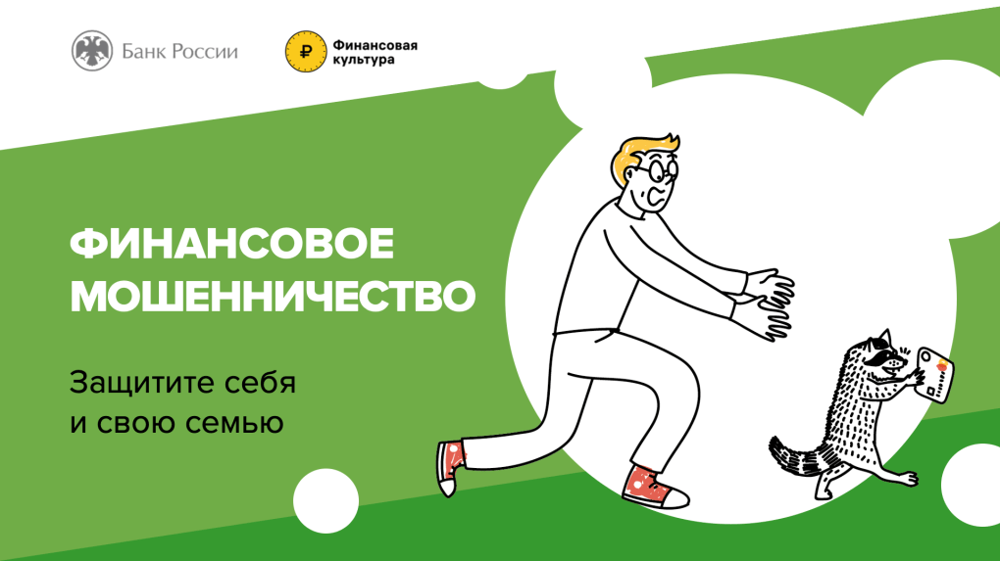 Банк России
Финансовая
культура
₽
ФИНАНСОВОЕ
МОШЕННИЧЕСТВО
Защитите себя
и свою семью